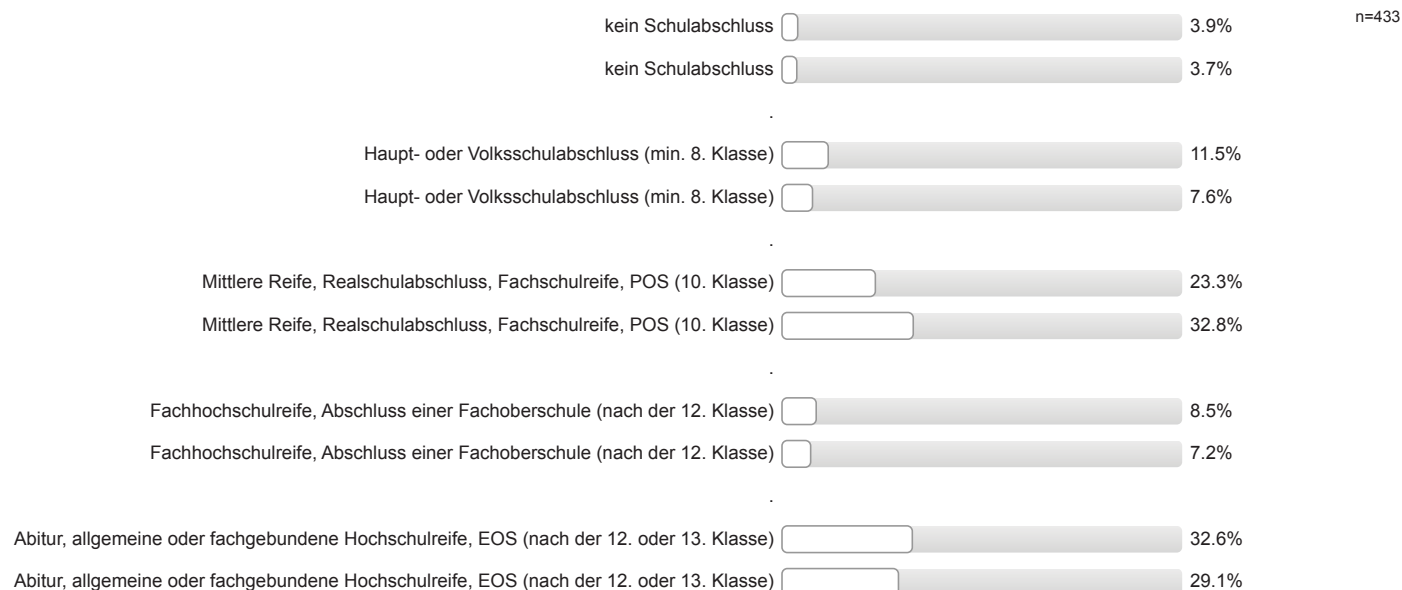 kein Schulabschluss 3.9% n=433
kein Schulabschluss 3.7%
.
Haupt- oder Volksschulabschluss (min. 8. Klasse) 11.5%
Haupt- oder Volksschulabschluss (min. 8. Klasse) 7.6%
.
Mittlere Reife, Realschulabschluss, Fachschulreife, POS (10. Klasse) 23.3%
Mittlere Reife, Realschulabschluss, Fachschulreife, POS (10. Klasse) 32.8%
.
Fachhochschulreife, Abschluss einer Fachoberschule (nach der 12. Klasse) 8.5%
Fachhochschulreife, Abschluss einer Fachoberschule (nach der 12. Klasse) 7.2%
.
Abitur, allgemeine oder fachgebundene Hochschulreife, EOS (nach der 12. oder 13. Klasse) 32.6%
Abitur, allgemeine oder fachgebundene Hochschulreife, EOS (nach der 12. oder 13. Klasse) 29.1%